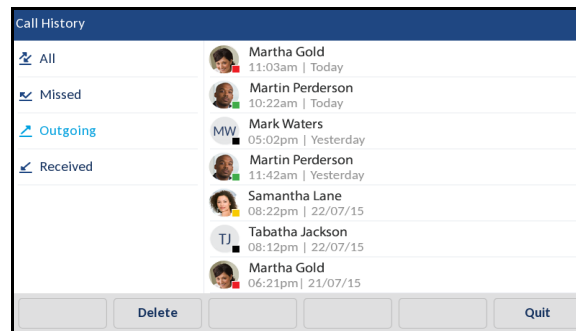 Call History
All
Missed
Outgoing
Received
Martha Gold
11:03am | Today
Martin Perderson
10:22am | Today
MW
Mark Waters
05:02pm | Yesterday
Martin Perderson
11:42am | Yesterday
Samantha Lane
08:22pm | 22/07/15
TJ
Tabatha Jackson
08:12pm | 22/07/15
Martha Gold
06:21pm| 21/07/15
Delete
Quit